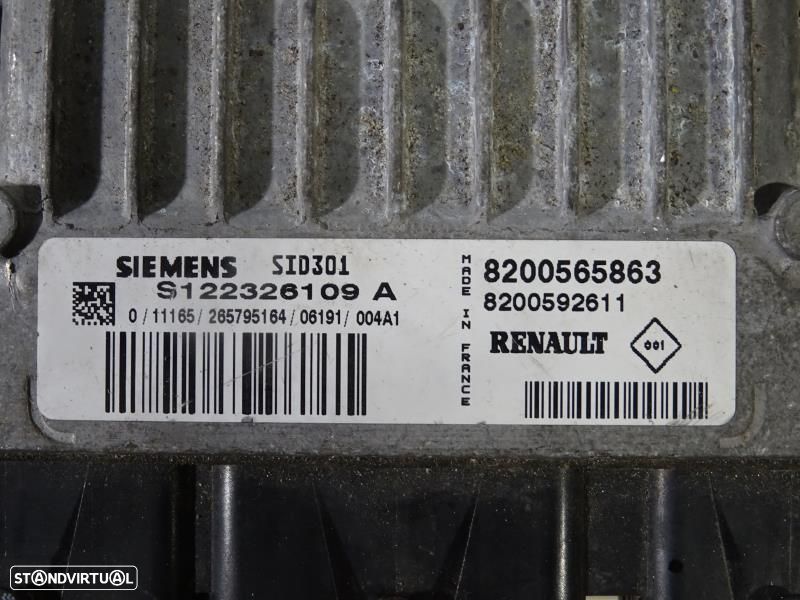 SIEMENS SID301
S122326109 A
0 / 11165 / 265795164 / 06191 / 004A1
MADE IN FRANCE
8200565863
8200592611
RENAULT 001
STANDVIRTUAL